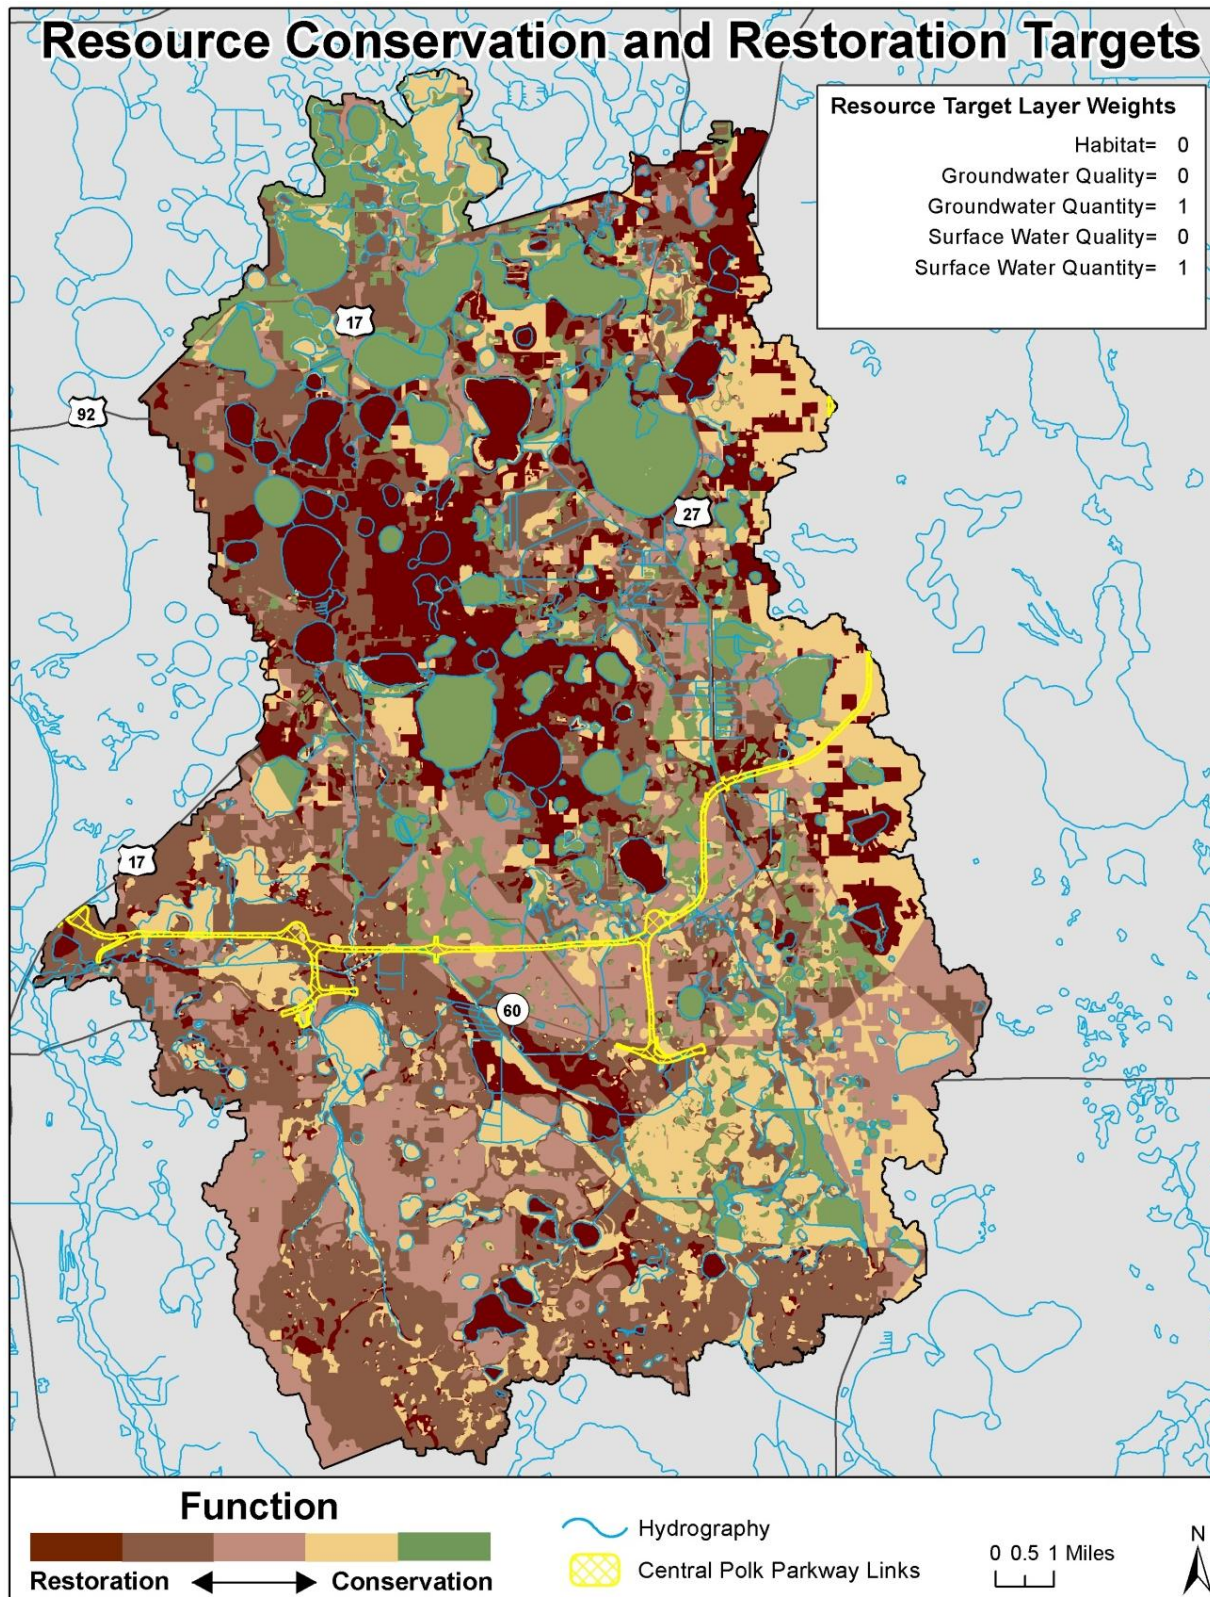 Resource Conservation and Restoration Targets
Resource Target Layer Weights
Habitat= 0
Groundwater Quality= 0
Groundwater Quantity= 1
Surface Water Quality= 0
Surface Water Quantity= 1
17
92
27
17
60
Function
Restoration Conservation
Hydrography
Central Polk Parkway Links
0 0.5 1 Miles
N